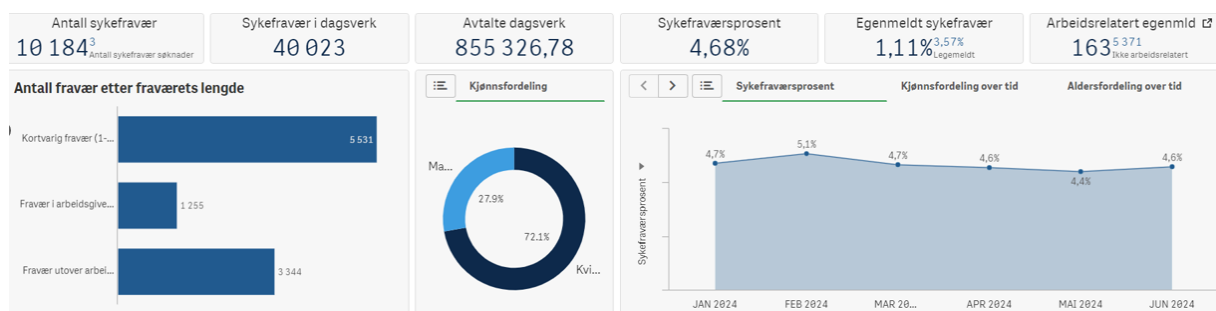 Antall sykefravær
10 184
3
Antall sykefravær søknader
Sykefravær i dagsverk
40 023
Avtalte dagsverk
855 326,78
Sykefraværsprosent
4,68%
Egenmeldt sykefravær
1,11%
3,57%
Legemeldt
Arbeidsrelatert egenmld
163
5 371
Ikke arbeidsrelatert
Antall fravær etter fraværets lengde
Kortvarig fravær (1-...
5 531
Fravær i arbeidsgive...
1 255
Fravær utover arbei...
3 344
Kjønnsfordeling
Ma...
27.9%
72.1%
Kvi...
Sykefraværsprosent
Kjønnsfordeling over tid
Aldersfordeling over tid
Sykefraværsprosent
4,7%
5,1%
4,7%
4,6%
4,4%
4,6%
JAN 2024
FEB 2024
MAR 20...
APR 2024
MAI 2024
JUN 2024